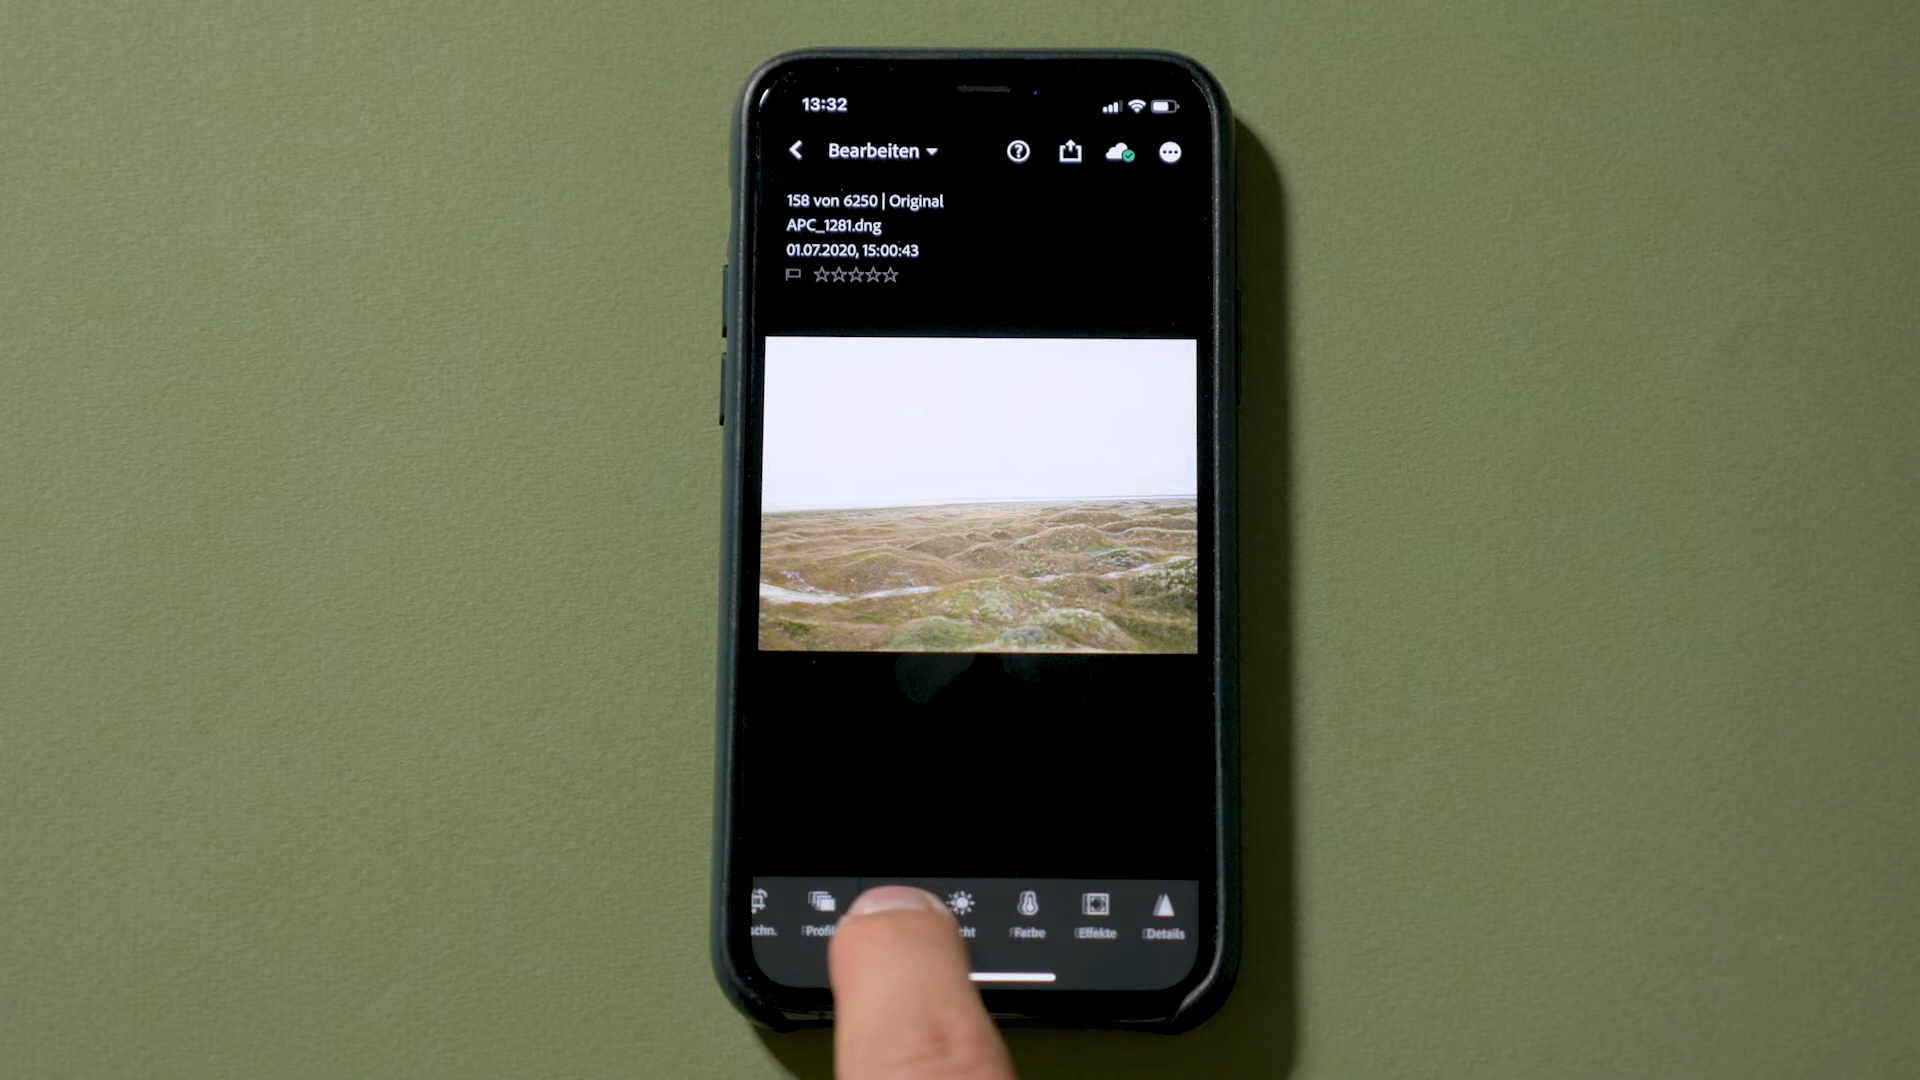 13:32
Bearbeiten
158 von 6250 | Original
APC_1281.dng
01.07.2020, 15:00:43
Farbe Effekte Details